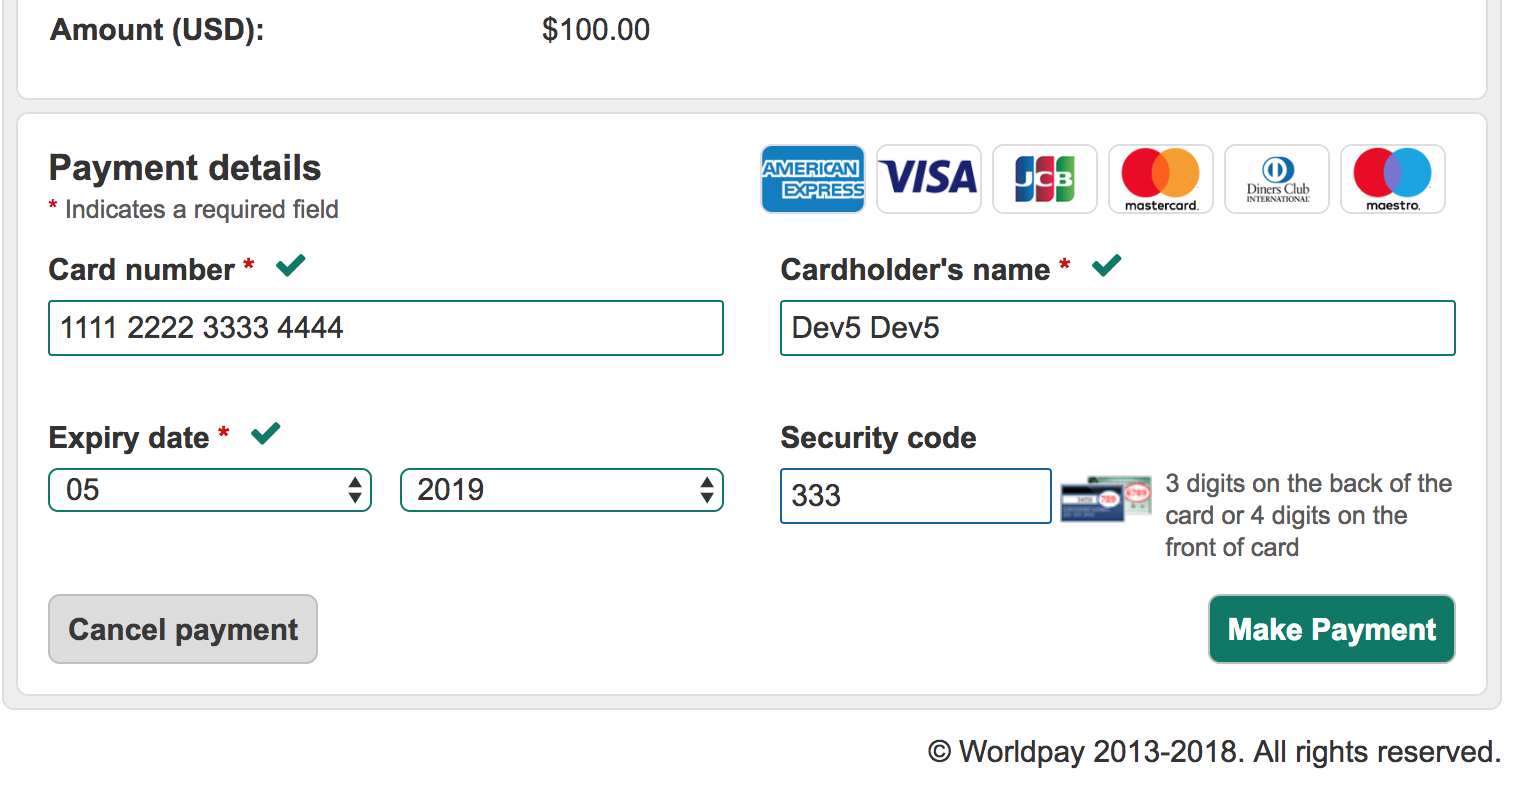 Amount (USD): $100.00
Payment details
* Indicates a required field
AMERICAN
EXPRESS
VISA
JCB
mastercard.
Diners Club
INTERNATIONAL
maestro.
Card number *
1111 2222 3333 4444
Cardholder's name *
Dev5 Dev5
Expiry date *
05 2019
Security code
333
789
6789
3 digits on the back of the
card or 4 digits on the
front of card
Cancel payment
Make Payment
© Worldpay 2013-2018. All rights reserved.